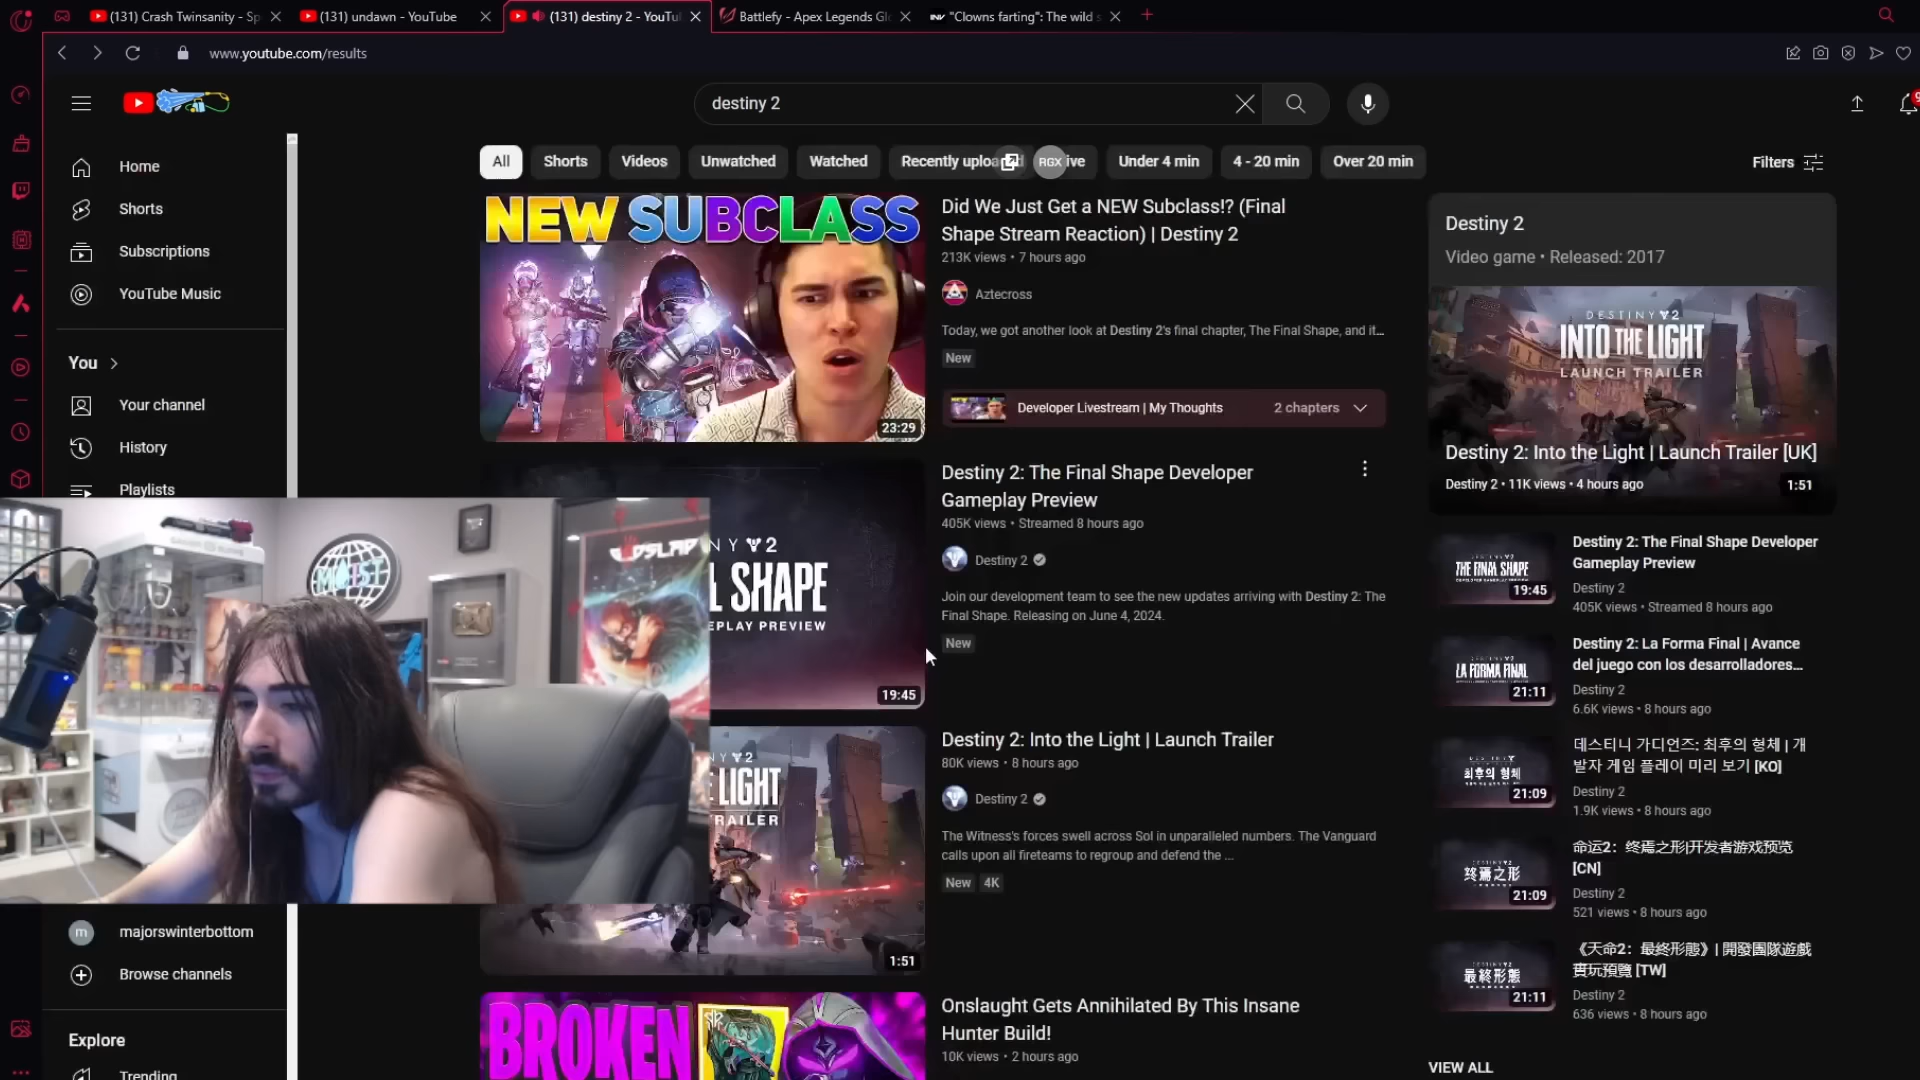 (131) Crash Twinsanity - Sp
(131) undawn - YouTube
(131) destiny 2 - YouTu
Battlefy - Apex Legends Gl
"Clowns farting": The wild s
www.youtube.com/results
destiny 2
9
Home
Shorts
Subscriptions
YouTube Music
You
Your channel
History
Playlists
majorswinterbottom
Browse channels
Explore
Trending
All
Shorts
Videos
Unwatched
Watched
Recently uploaded
RGX
ive
Under 4 min
4 - 20 min
Over 20 min
Filters
NEW SUBCLASS
23:29
Did We Just Get a NEW Subclass!? (Final
Shape Stream Reaction) | Destiny 2
213K views • 7 hours ago
Aztecross
Today, we got another look at Destiny 2's final chapter, The Final Shape, and it...
New
Developer Livestream | My Thoughts
2 chapters
NY 2
L SHAPE
EPLAY PREVIEW
19:45
Destiny 2: The Final Shape Developer
Gameplay Preview
405K views • Streamed 8 hours ago
Destiny 2
Join our development team to see the new updates arriving with Destiny 2: The
Final Shape. Releasing on June 4, 2024.
New
MOIST
GODSLAP
Y 2
LIGHT
RAILER
1:51
Destiny 2: Into the Light | Launch Trailer
80K views • 8 hours ago
Destiny 2
The Witness's forces swell across Sol in unparalleled numbers. The Vanguard
calls upon all fireteams to regroup and defend the ...
New
4K
BROKEN
Onslaught Gets Annihilated By This Insane
Hunter Build!
10K views • 2 hours ago
Destiny 2
Video game • Released: 2017
DESTINY 2
INTO THE LIGHT
LAUNCH TRAILER
Destiny 2: Into the Light | Launch Trailer [UK]
Destiny 2 • 11K views • 4 hours ago
1:51
THE FINAL SHAPE
19:45
Destiny 2: The Final Shape Developer
Gameplay Preview
Destiny 2
405K views • Streamed 8 hours ago
LA FORMA FINAL
21:11
Destiny 2: La Forma Final | Avance
del juego con los desarrolladores...
Destiny 2
6.6K views • 8 hours ago
최후의 형체
21:09
데스티니 가디언즈: 최후의 형체 | 개
발자 게임 플레이 미리 보기 [KO]
Destiny 2
1.9K views • 8 hours ago
终焉之形
21:09
命运2：终焉之形|开发者游戏预览
[CN]
Destiny 2
521 views • 8 hours ago
最終形態
21:11
《天命2：最終形態》| 開發團隊遊戲
實玩預覽 [TW]
Destiny 2
636 views • 8 hours ago
VIEW ALL